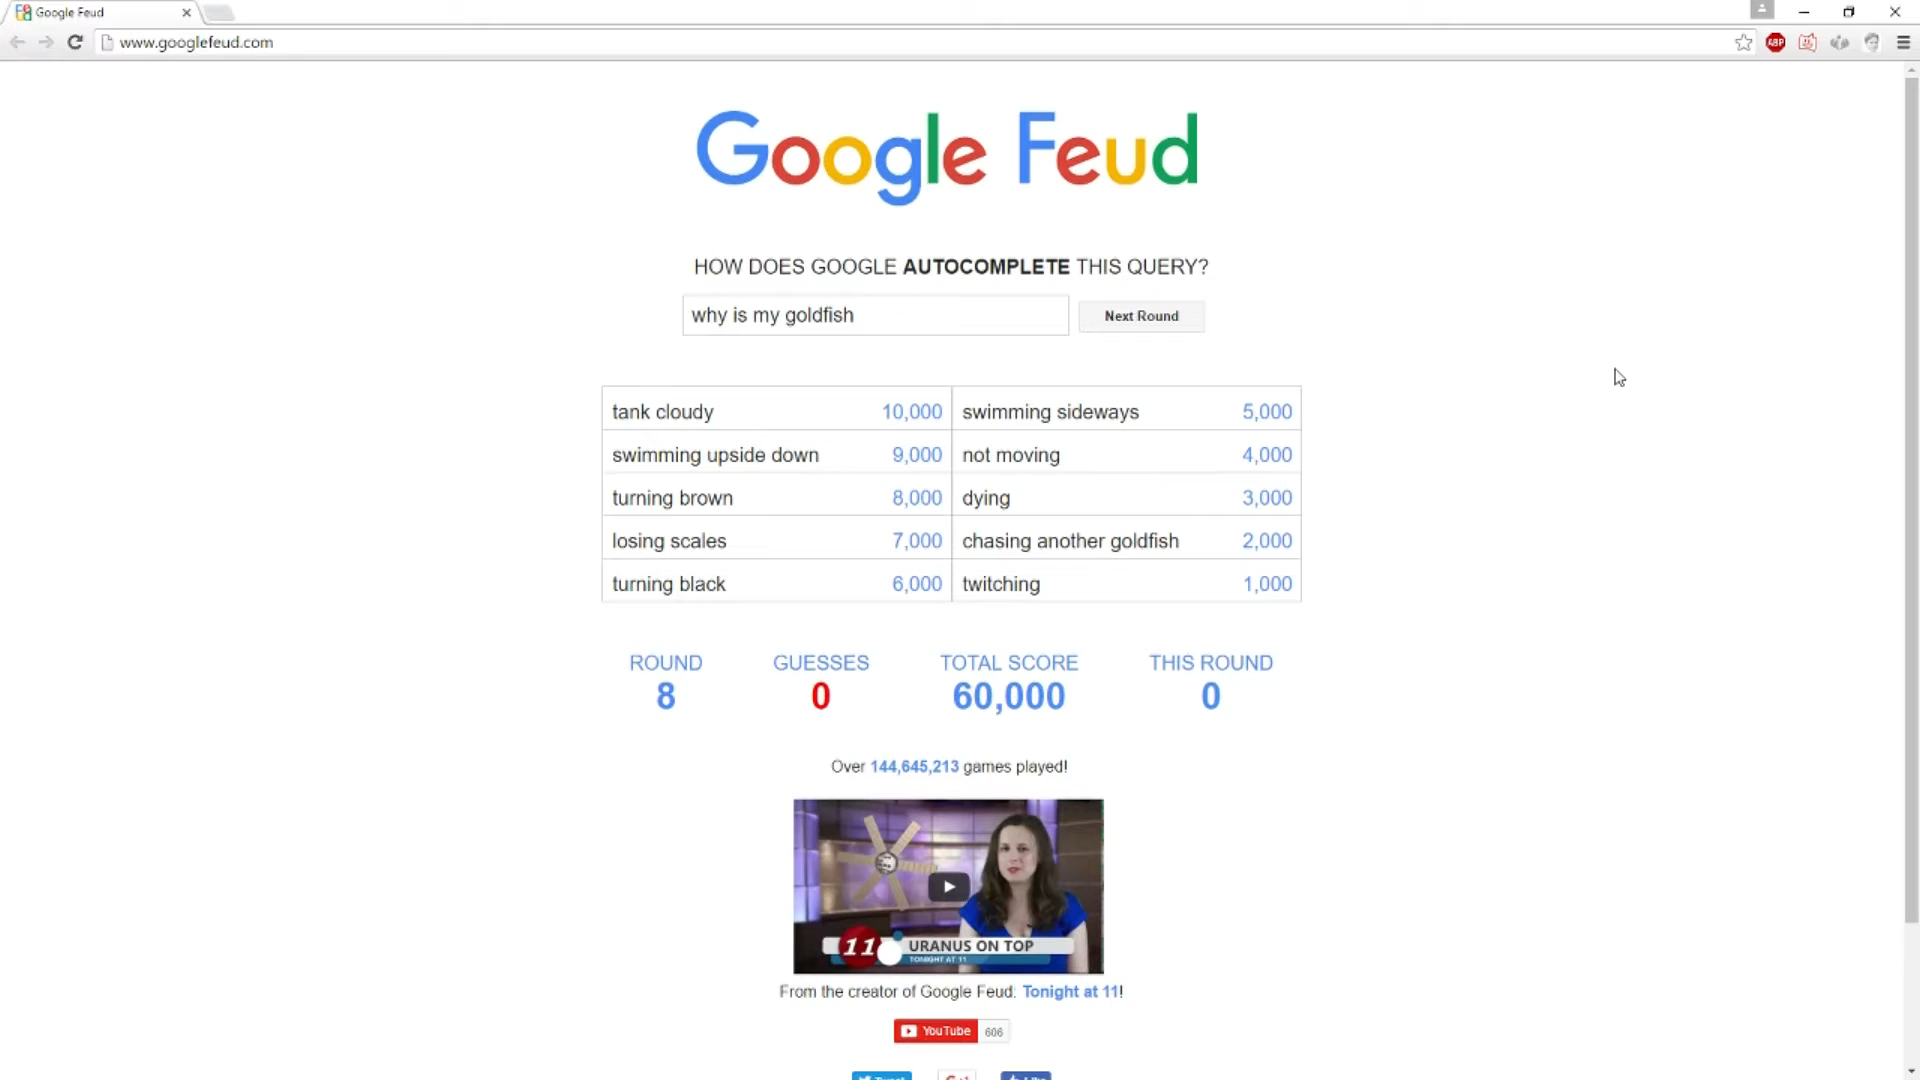 Google Feud
www.googlefeud.com
ABP
Google Feud
HOW DOES GOOGLE AUTOCOMPLETE THIS QUERY?
why is my goldfish
Next Round
tank cloudy 10,000 swimming sideways 5,000
swimming upside down 9,000 not moving 4,000
turning brown 8,000 dying 3,000
losing scales 7,000 chasing another goldfish 2,000
turning black 6,000 twitching 1,000
ROUND GUESSES TOTAL SCORE THIS ROUND
8 0 60,000 0
Over 144,645,213 games played!
11 URANUS ON TOP
TONIGHT AT 11
From the creator of Google Feud: Tonight at 11!
YouTube 606